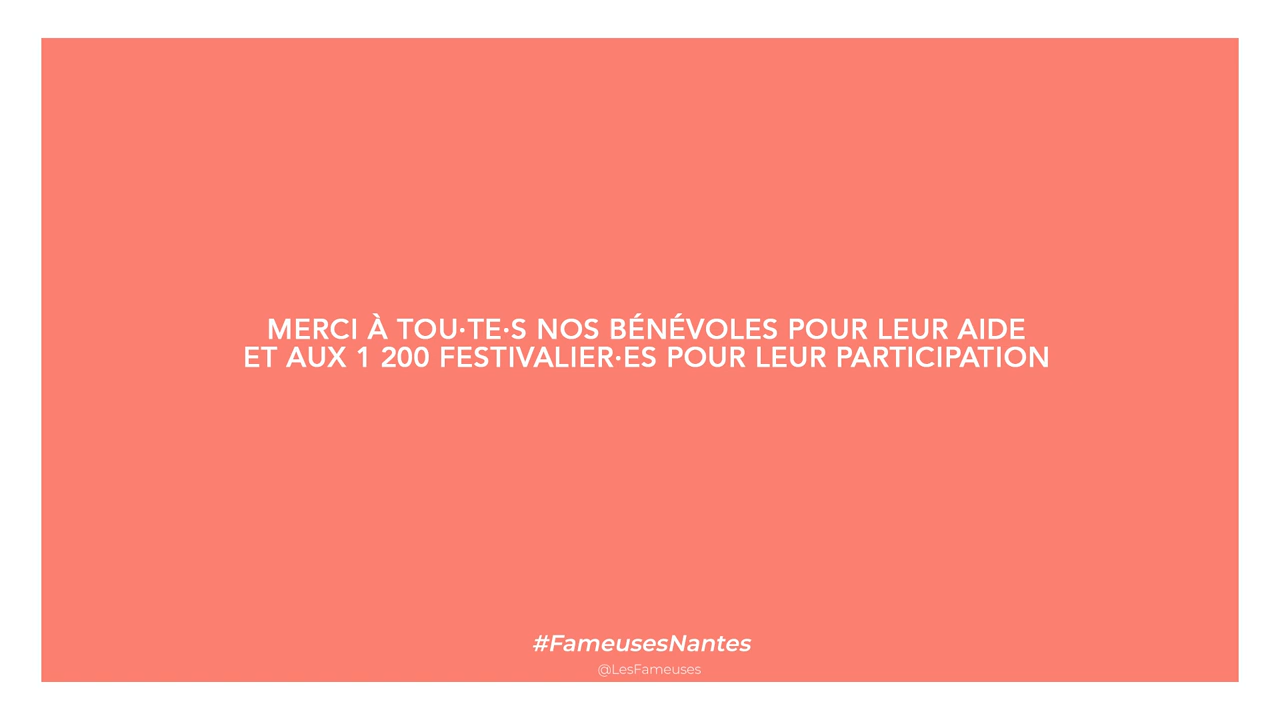 MERCI À TOU·TE·S NOS BÉNÉVOLES POUR LEUR AIDE
ET AUX 1 200 FESTIVALIER·ES POUR LEUR PARTICIPATION
#FameusesNantes
@LesFameuses